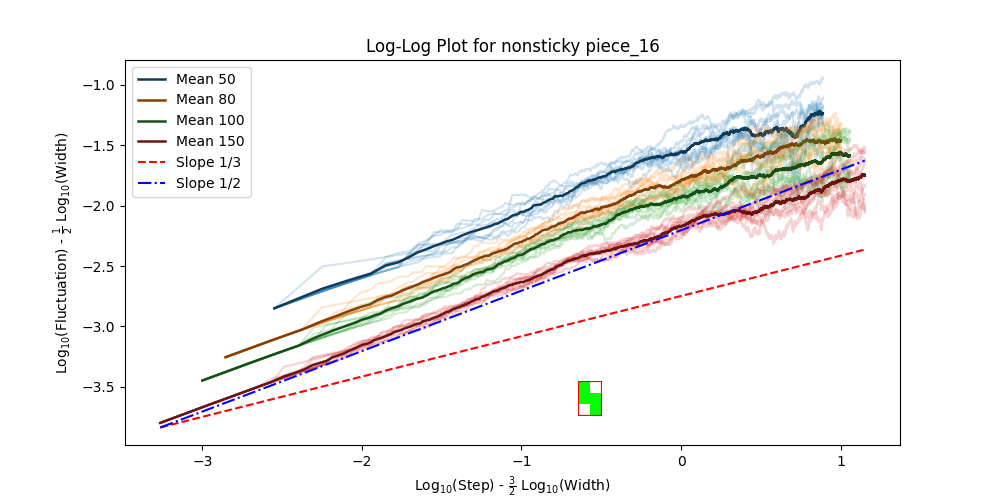 Log-Log Plot for nonsticky piece_16
Log₁₀(Fluctuation) - ½ Log₁₀(Width)
−1.0
−1.5
−2.0
−2.5
−3.0
−3.5
Mean 50
Mean 80
Mean 100
Mean 150
Slope 1/3
Slope 1/2
−3
−2
−1
0
1
Log₁₀(Step) - 3/2 Log₁₀(Width)